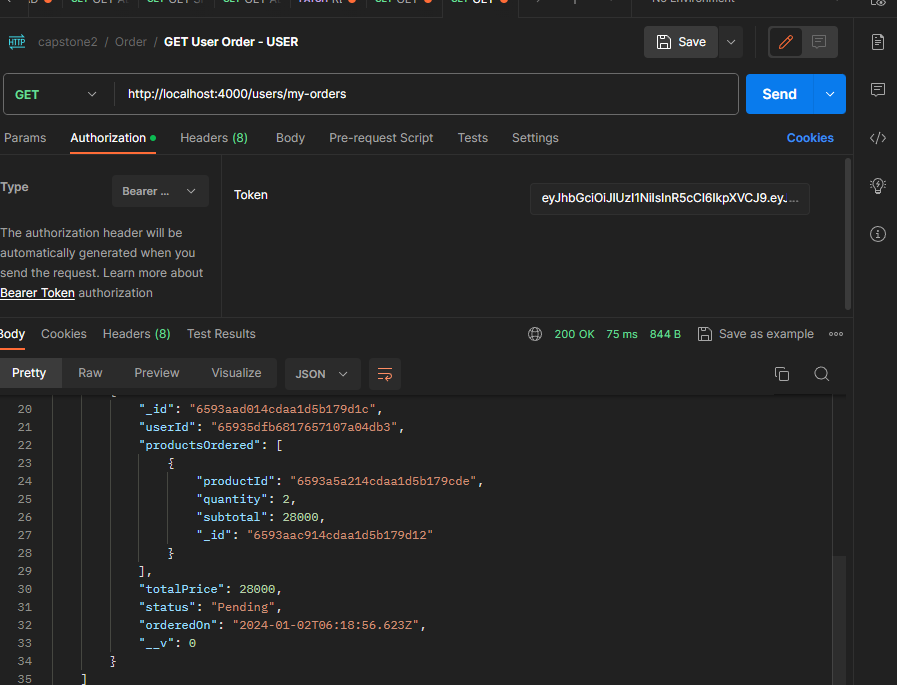 No Environment
HTTP capstone2 / Order / GET User Order - USER
Save
GET http://localhost:4000/users/my-orders
Send
Params Authorization Headers (8) Body Pre-request Script Tests Settings Cookies
Type Bearer ... Token
The authorization header will be
automatically generated when you
send the request. Learn more about
Bearer Token authorization
Body Cookies Headers (8) Test Results 200 OK 75 ms 844 B Save as example
Pretty Raw Preview Visualize JSON
20 "_id": "6593aad014cdaa1d5b179d1c",
21 "userId": "65935dfb6817657107a04db3",
22 "productsOrdered": [
23 {
24 "productId": "6593a5a214cdaa1d5b179cde",
25 "quantity": 2,
26 "subtotal": 28000,
27 "_id": "6593aac914cdaa1d5b179d12"
28 }
29 ],
30 "totalPrice": 28000,
31 "status": "Pending",
32 "orderedOn": "2024-01-02T06:18:56.623Z",
33 "__v": 0
34 }
35 ]